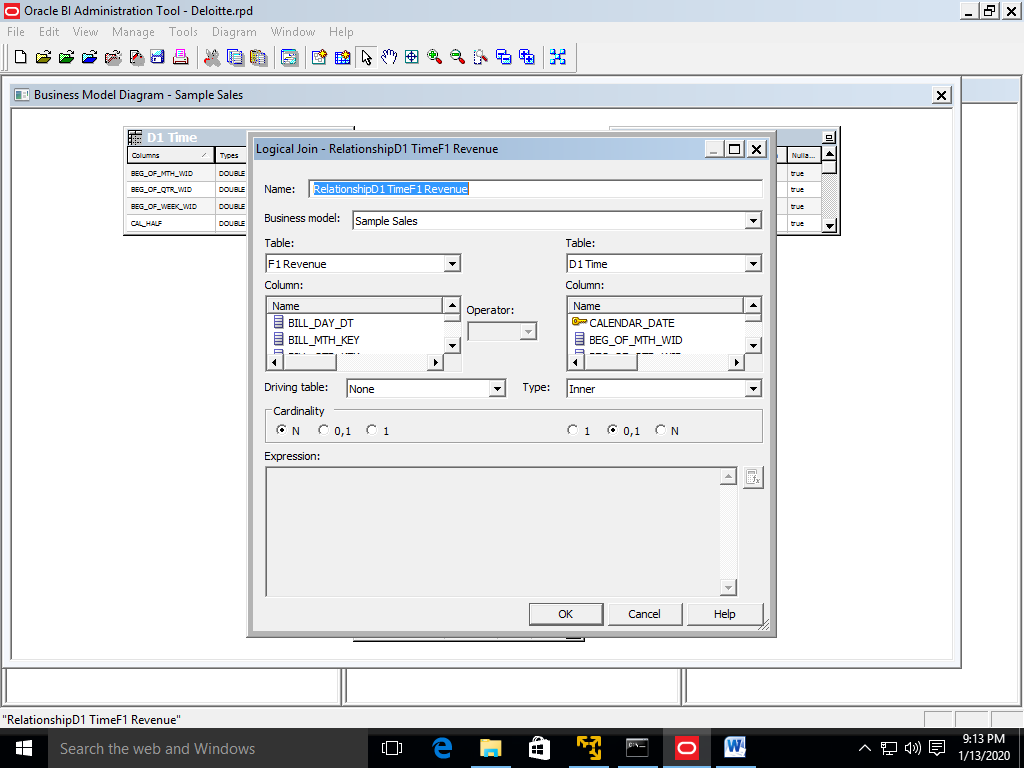 Oracle BI Administration Tool - Deloitte.rpd
File Edit View Manage Tools Diagram Window Help
Business Model Diagram - Sample Sales
D1 Time
Columns Types
BEG_OF_MTH_WID DOUBLE
BEG_OF_QTR_WID DOUBLE
BEG_OF_WEEK_WID DOUBLE
CAL_HALF DOUBLE
Nulla...
true
true
true
true
Logical Join - RelationshipD1 TimeF1 Revenue
Name: RelationshipD1 TimeF1 Revenue
Business model: Sample Sales
Table: Table:
F1 Revenue D1 Time
Column: Column:
Operator:
Name Name
BILL_DAY_DT CALENDAR_DATE
BILL_MTH_KEY BEG_OF_MTH_WID
Driving table: None Type: Inner
Cardinality
N 0,1 1 1 0,1 N
Expression:
OK Cancel Help
"RelationshipD1 TimeF1 Revenue"
Search the web and Windows
9:13 PM
1/13/2020